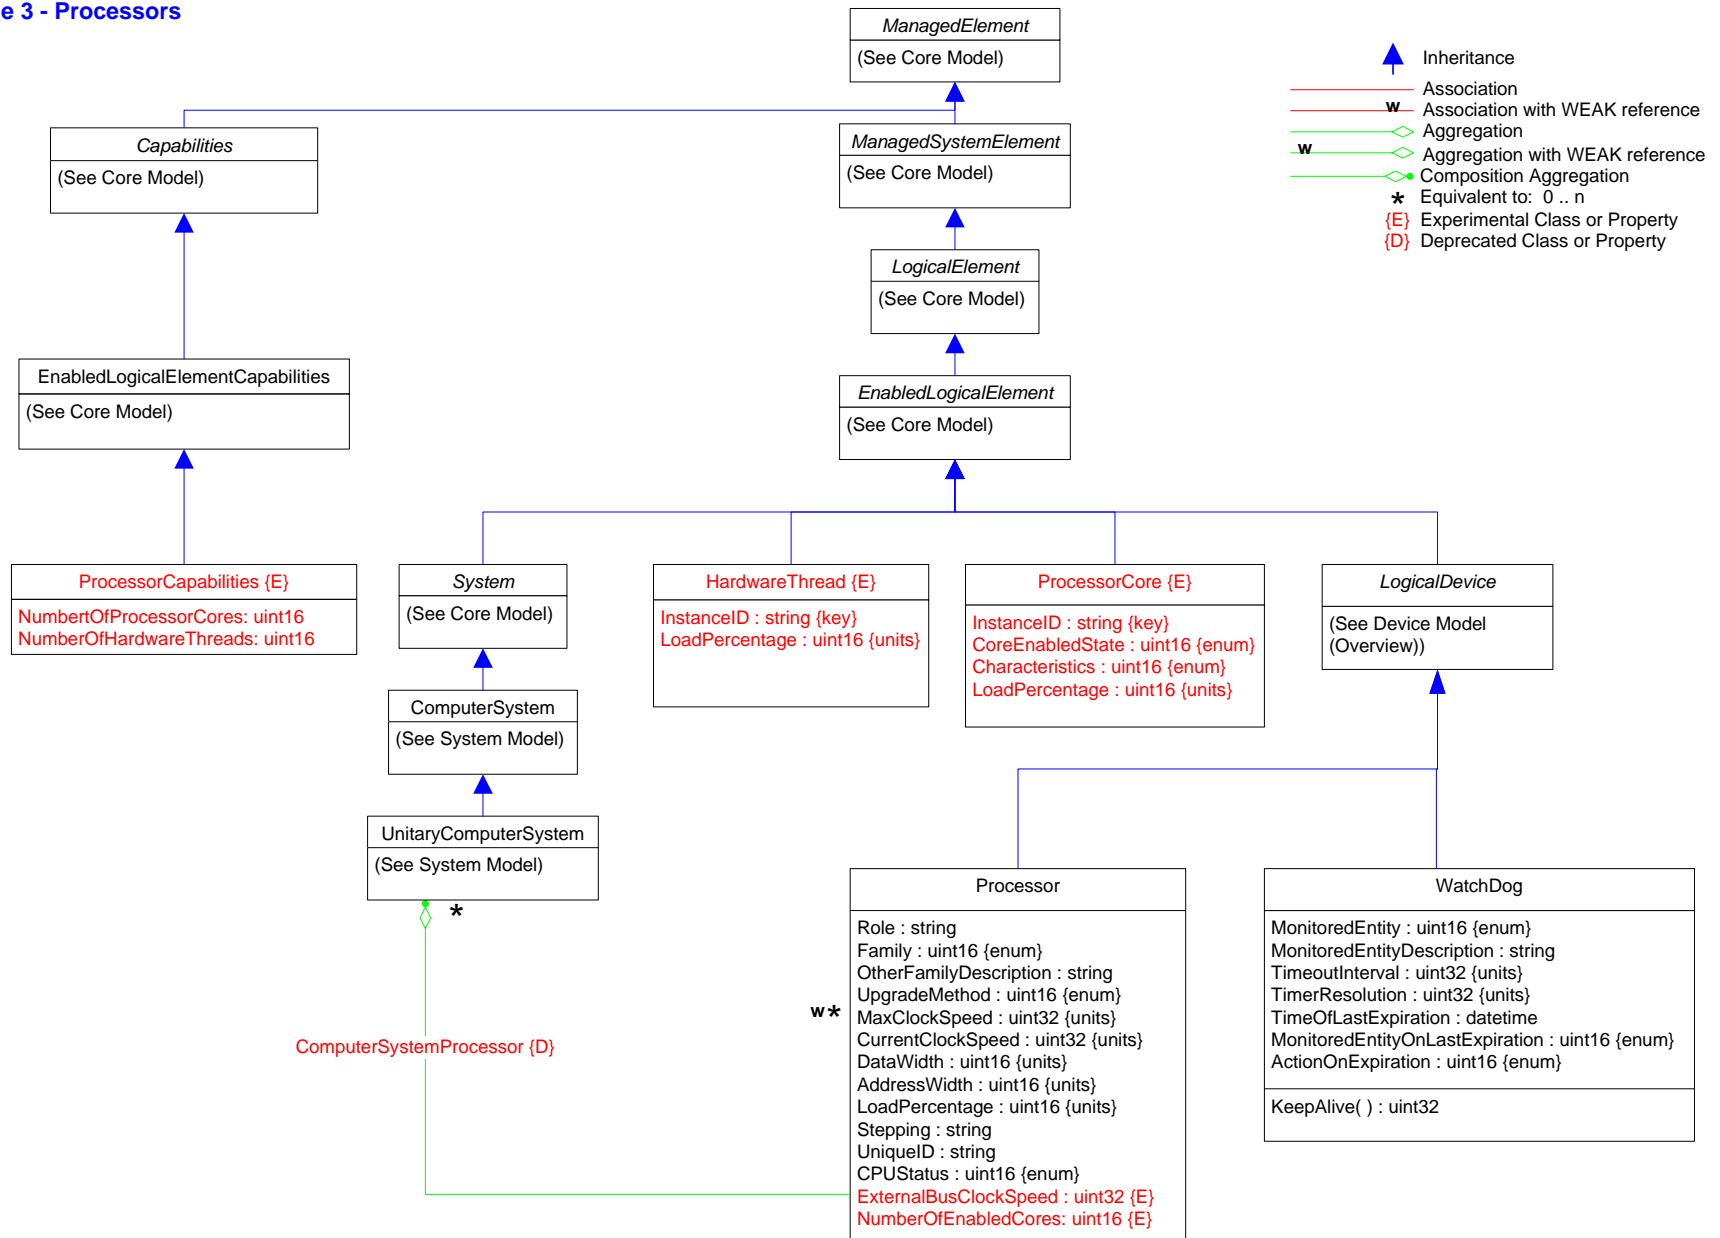 e 3 - Processors
ManagedElement
(See Core Model)
Inheritance
Association
w
Association with WEAK reference
Aggregation
w
Aggregation with WEAK reference
Composition Aggregation
* Equivalent to: 0 .. n
{E} Experimental Class or Property
{D} Deprecated Class or Property
Capabilities
(See Core Model)
ManagedSystemElement
(See Core Model)
LogicalElement
(See Core Model)
EnabledLogicalElementCapabilities
(See Core Model)
EnabledLogicalElement
(See Core Model)
ProcessorCapabilities {E}
NumbertOfProcessorCores: uint16
NumberOfHardwareThreads: uint16
System
(See Core Model)
HardwareThread {E}
InstanceID : string {key}
LoadPercentage : uint16 {units}
ProcessorCore {E}
InstanceID : string {key}
CoreEnabledState : uint16 {enum}
Characteristics : uint16 {enum}
LoadPercentage : uint16 {units}
LogicalDevice
(See Device Model
(Overview))
ComputerSystem
(See System Model)
UnitaryComputerSystem
(See System Model)
*
ComputerSystemProcessor {D}
w*
Processor
Role : string
Family : uint16 {enum}
OtherFamilyDescription : string
UpgradeMethod : uint16 {enum}
MaxClockSpeed : uint32 {units}
CurrentClockSpeed : uint32 {units}
DataWidth : uint16 {units}
AddressWidth : uint16 {units}
LoadPercentage : uint16 {units}
Stepping : string
UniqueID : string
CPUStatus : uint16 {enum}
ExternalBusClockSpeed : uint32 {E}
NumberOfEnabledCores: uint16 {E}
WatchDog
MonitoredEntity : uint16 {enum}
MonitoredEntityDescription : string
TimeoutInterval : uint32 {units}
TimerResolution : uint32 {units}
TimeOfLastExpiration : datetime
MonitoredEntityOnLastExpiration : uint16 {enum}
ActionOnExpiration : uint16 {enum}
KeepAlive( ) : uint32